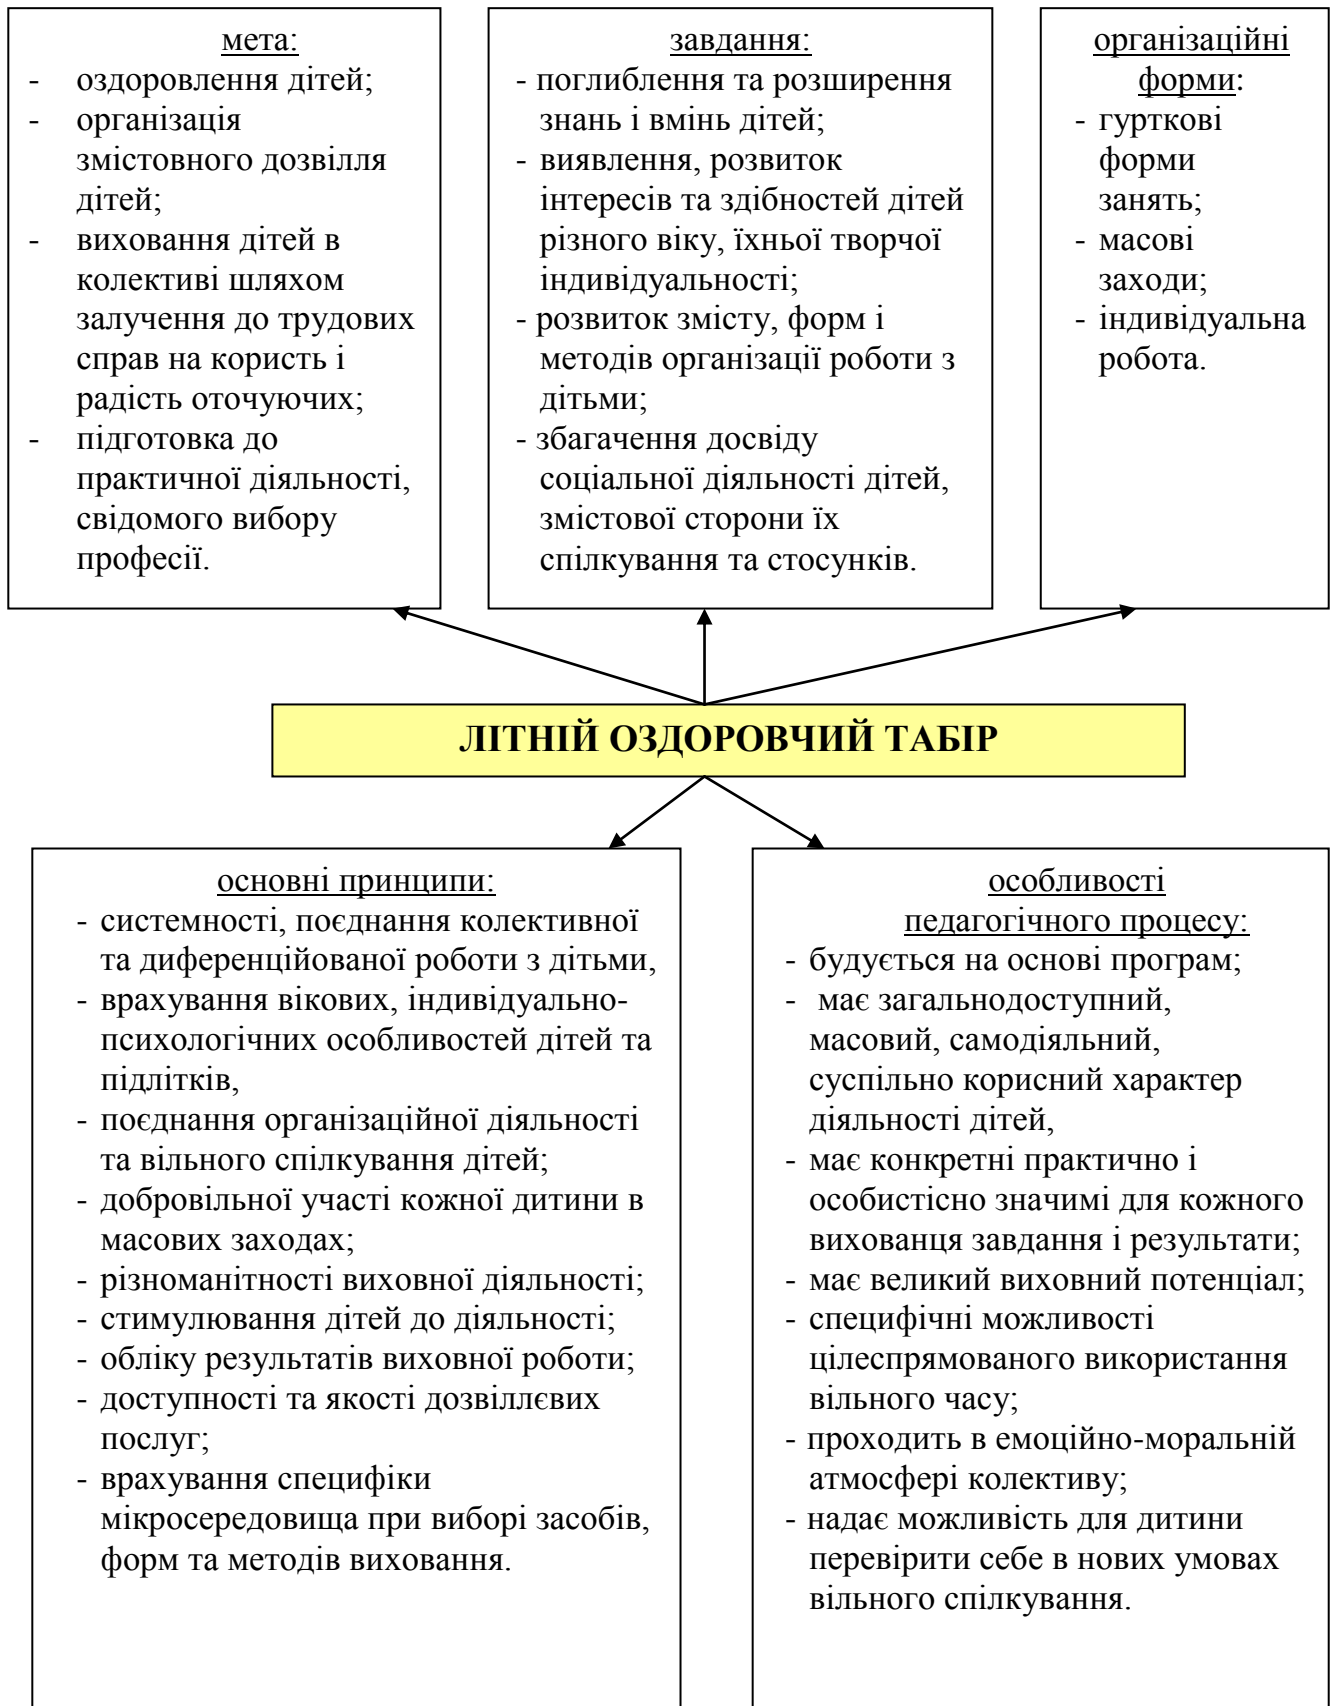 мета:
- оздоровлення дітей;
- організація
змістовного дозвілля
дітей;
- виховання дітей в
колективі шляхом
залучення до трудових
справ на користь і
радість оточуючих;
- підготовка до
практичної діяльності,
свідомого вибору
професії.
завдання:
- поглиблення та розширення
знань і вмінь дітей;
- виявлення, розвиток
інтересів та здібностей дітей
різного віку, їхньої творчої
індивідуальності;
- розвиток змісту, форм і
методів організації роботи з
дітьми;
- збагачення досвіду
соціальної діяльності дітей,
змістової сторони їх
спілкування та стосунків.
організаційні
форми:
- гурткові
форми
занять;
- масові
заходи;
- індивідуальна
робота.
ЛІТНІЙ ОЗДОРОВЧИЙ ТАБІР
основні принципи:
- системності, поєднання колективної
та диференційованої роботи з дітьми,
- врахування вікових, індивідуально-
психологічних особливостей дітей та
підлітків,
- поєднання організаційної діяльності
та вільного спілкування дітей;
- добровільної участі кожної дитини в
масових заходах;
- різноманітності виховної діяльності;
- стимулювання дітей до діяльності;
- обліку результатів виховної роботи;
- доступності та якості дозвіллєвих
послуг;
- врахування специфіки
мікросередовища при виборі засобів,
форм та методів виховання.
особливості
педагогічного процесу:
- будується на основі програм;
- має загальнодоступний,
масовий, самодіяльний,
суспільно корисний характер
діяльності дітей,
- має конкретні практично і
особистісно значимі для кожного
вихованця завдання і результати;
- має великий виховний потенціал;
- специфічні можливості
цілеспрямованого використання
вільного часу;
- проходить в емоційно-моральній
атмосфері колективу;
- надає можливість для дитини
перевірити себе в нових умовах
вільного спілкування.